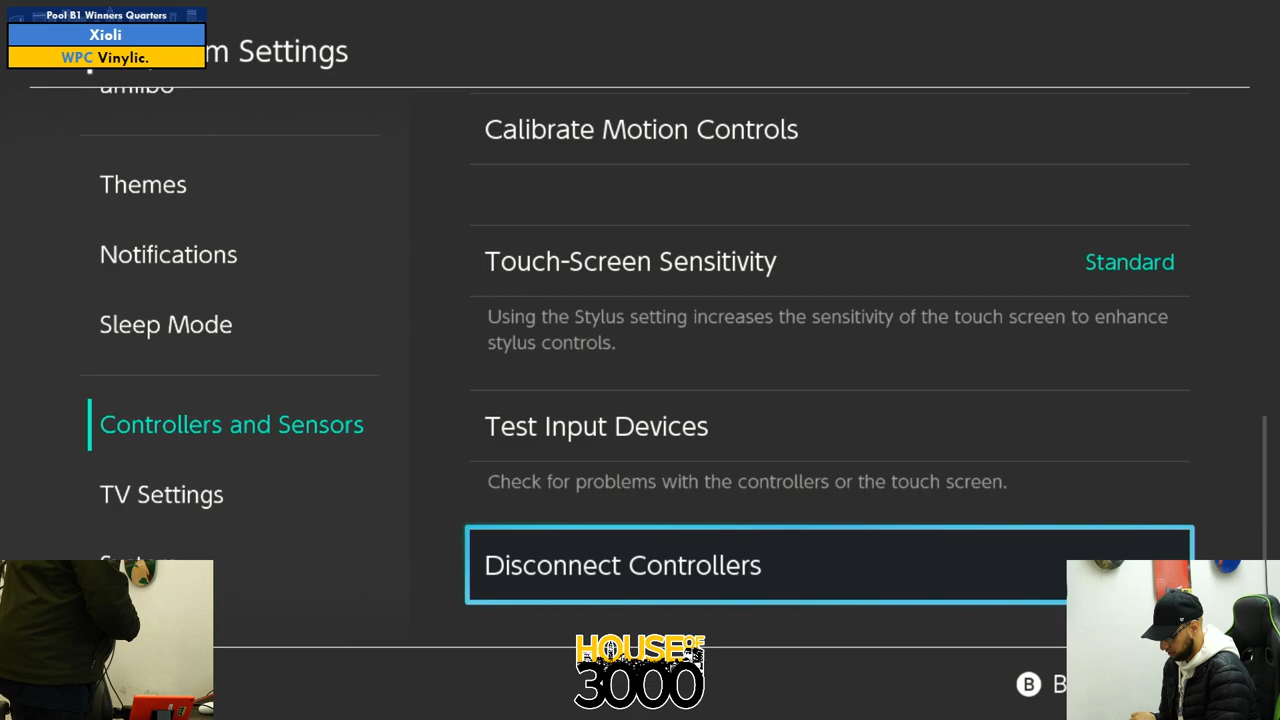 Pool B1 Winners Quarters
Xioli
WPC Vinylic.
m Settings
amiibo
Themes
Notifications
Sleep Mode
Controllers and Sensors
TV Settings
System
Calibrate Motion Controls
Touch-Screen Sensitivity Standard
Using the Stylus setting increases the sensitivity of the touch screen to enhance
stylus controls.
Test Input Devices
Check for problems with the controllers or the touch screen.
Disconnect Controllers
HOUSE OF
3000
B B